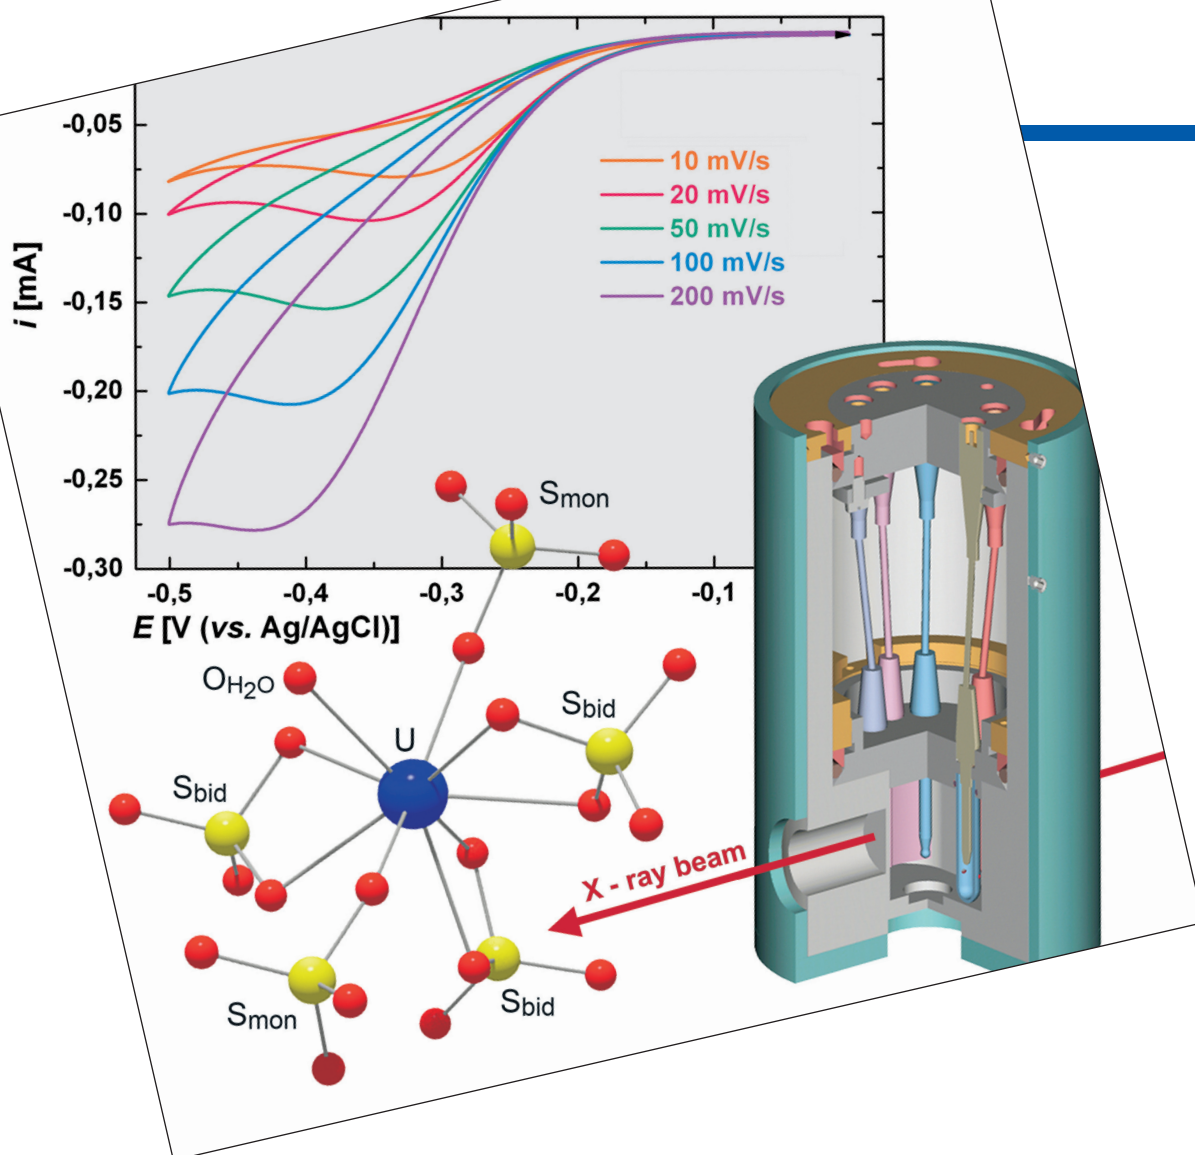 -0,05
-0,10
-0,15
-0,20
-0,25
-0,30
i [mA]
10 mV/s
20 mV/s
50 mV/s
100 mV/s
200 mV/s
-0,5
-0,4
-0,3
-0,2
-0,1
E [V (vs. Ag/AgCl)]
Smon
OH2O
Sbid
U
Sbid
X - ray beam
Smon
Sbid